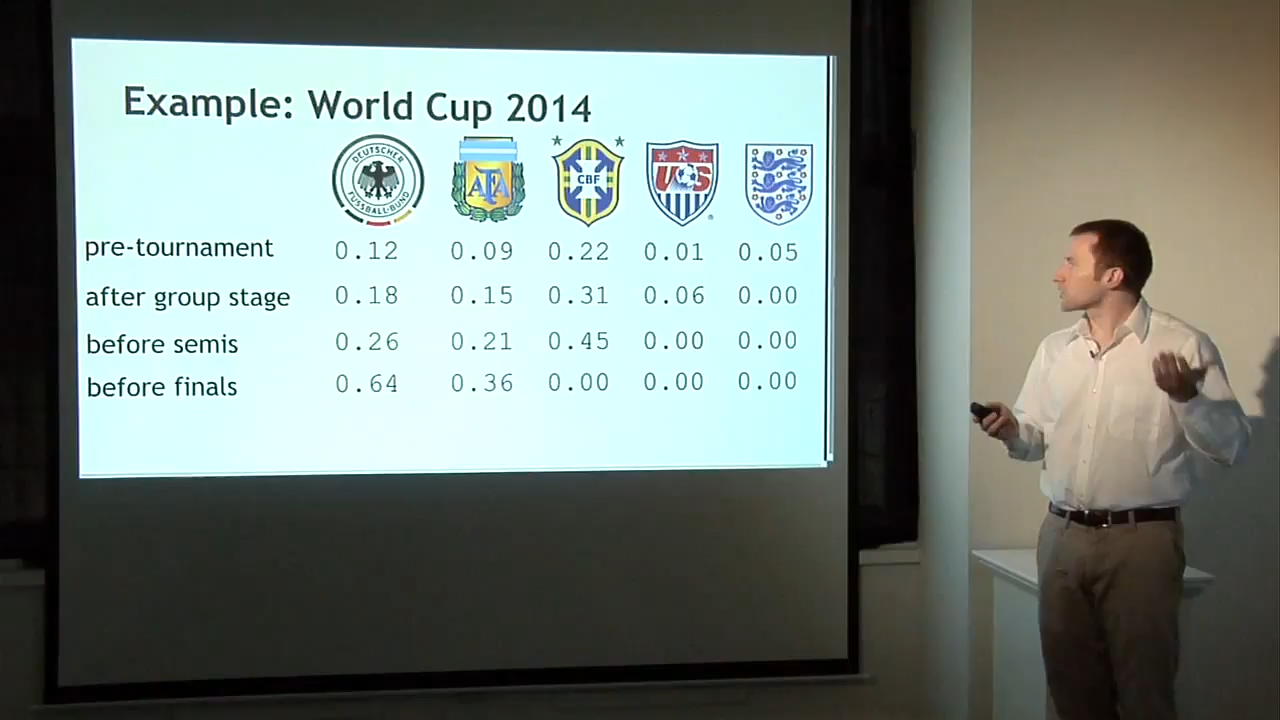 Example: World Cup 2014
DEUTSCHER FUSSBALL-BUND
AFA
CBF
US
pre-tournament 0.12 0.09 0.22 0.01 0.05
after group stage 0.18 0.15 0.31 0.06 0.00
before semis 0.26 0.21 0.45 0.00 0.00
before finals 0.64 0.36 0.00 0.00 0.00